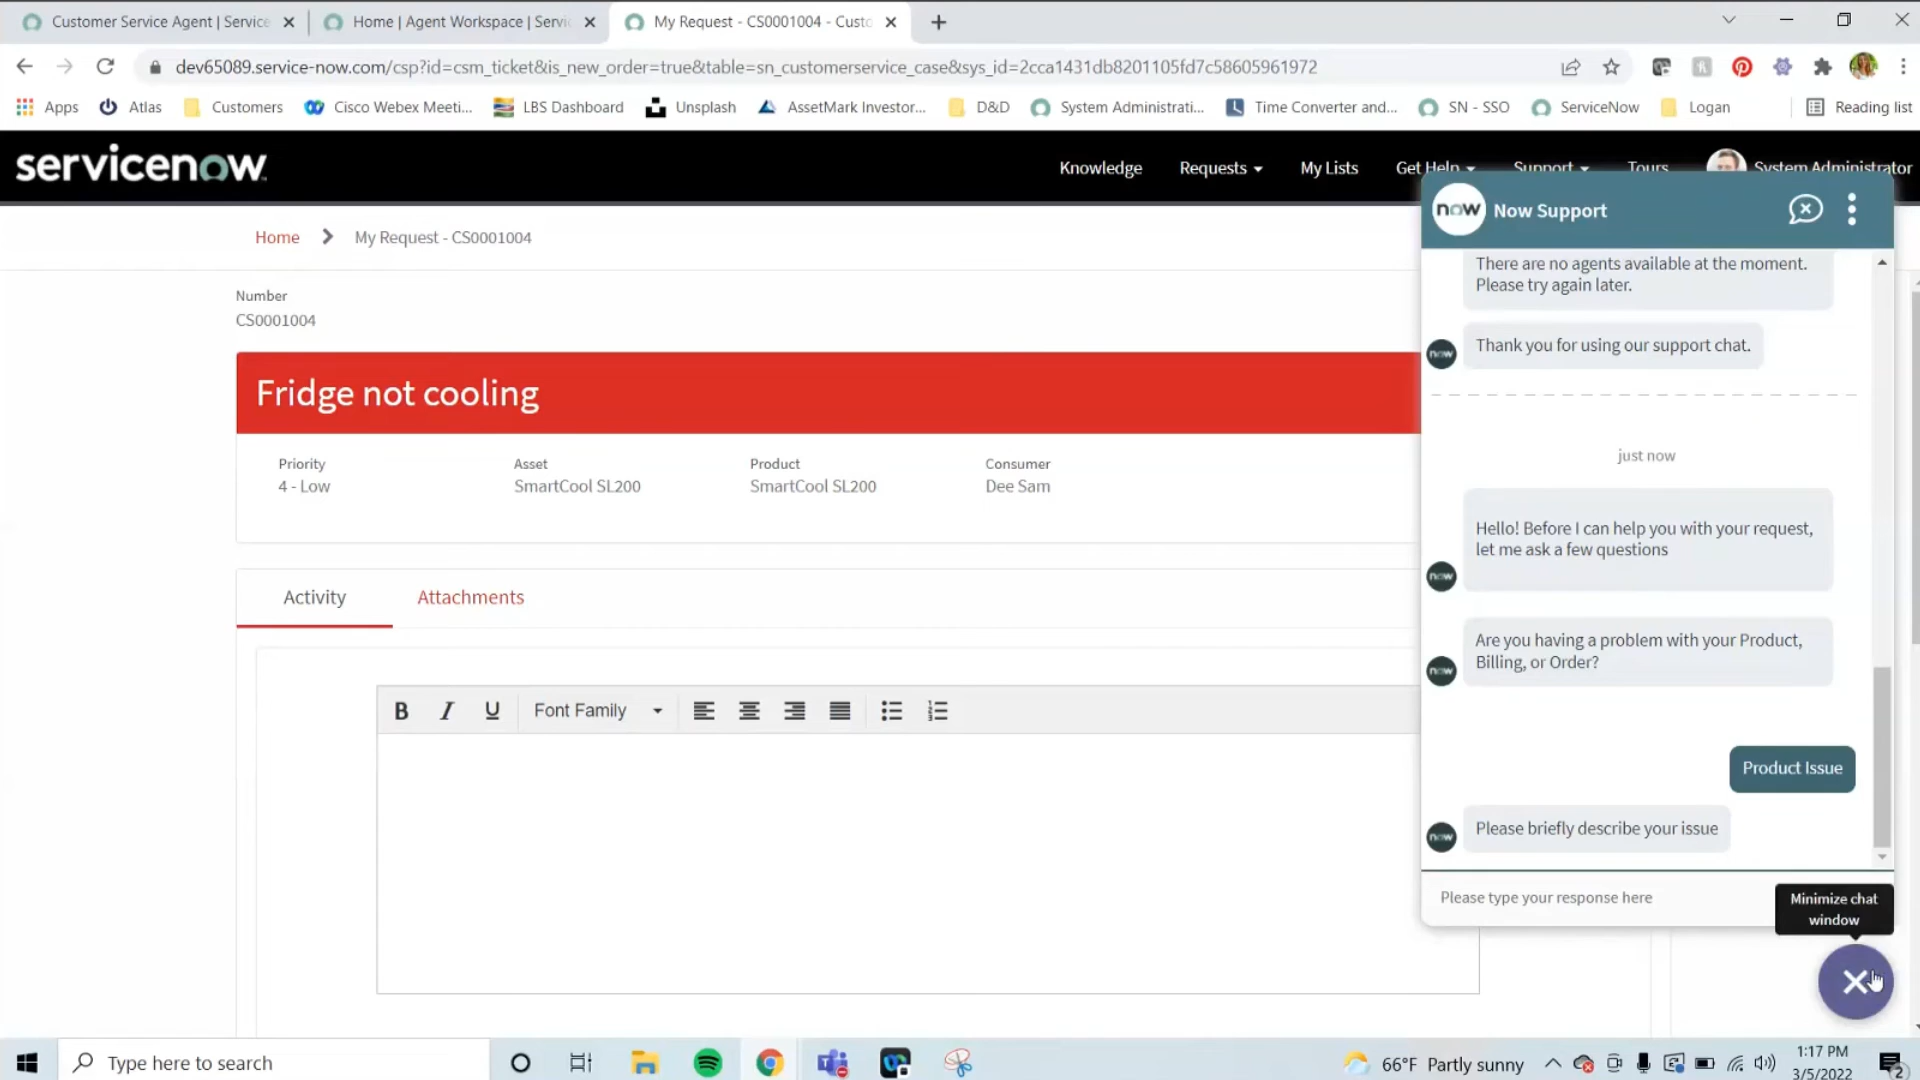 Customer Service Agent | Service
Home | Agent Workspace | Servic
My Request - CS0001004 - Custo
dev65089.service-now.com/csp?id=csm_ticket&is_new_order=true&table=sn_customerservice_case&sys_id=2cca1431db8201105fd7c58605961972
Apps
Atlas
Customers
Cisco Webex Meeti...
LBS Dashboard
Unsplash
AssetMark Investor...
D&D
System Administrati...
Time Converter and...
SN - SSO
ServiceNow
Logan
Reading list
servicenow
Knowledge
Requests
My Lists
Get Help
Support
Tours
System Administrator
Home > My Request - CS0001004
Number
CS0001004
Fridge not cooling
Priority
4 - Low
Asset
SmartCool SL200
Product
SmartCool SL200
Consumer
Dee Sam
Activity
Attachments
B I U Font Family
now
Now Support
There are no agents available at the moment.
Please try again later.
now
Thank you for using our support chat.
just now
Hello! Before I can help you with your request,
let me ask a few questions
now
Are you having a problem with your Product,
Billing, or Order?
now
Product Issue
Please briefly describe your issue
now
Please type your response here
Minimize chat
window
Type here to search
66°F Partly sunny
1:17 PM
3/5/2022
2